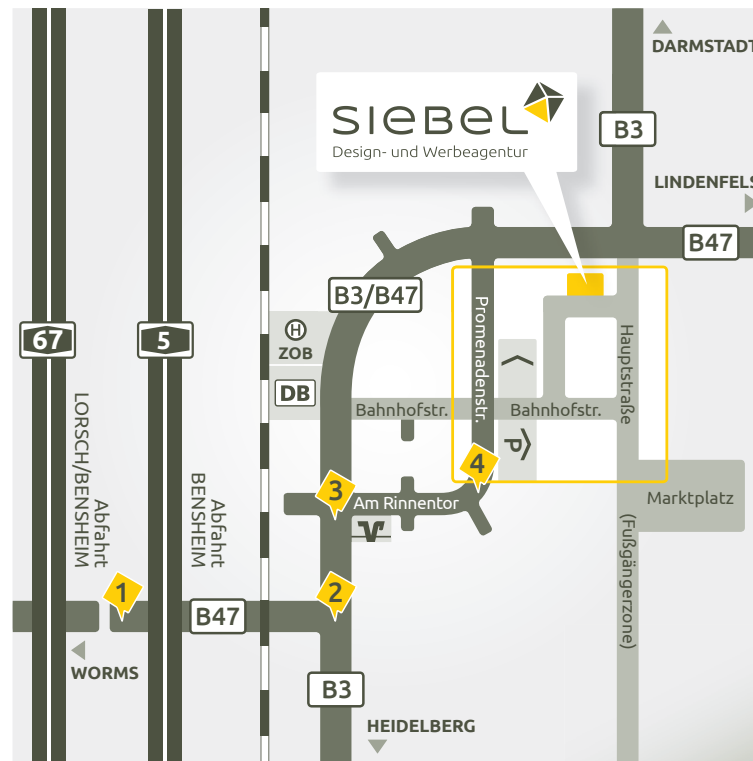 DARMSTADT
SIEBEL
Design- und Werbeagentur
B3
LINDENFELS
B47
B3/B47
H
ZOB
67
5
DB
Promenadenstr.
Hauptstraße
Bahnhofstr.
Bahnhofstr.
P
LORSCH/BENSHEIM
Abfahrt
BENSHEIM
Abfahrt
3
4
Am Rinnentor
Marktplatz
(Fußgängerzone)
1
2
B47
WORMS
B3
HEIDELBERG